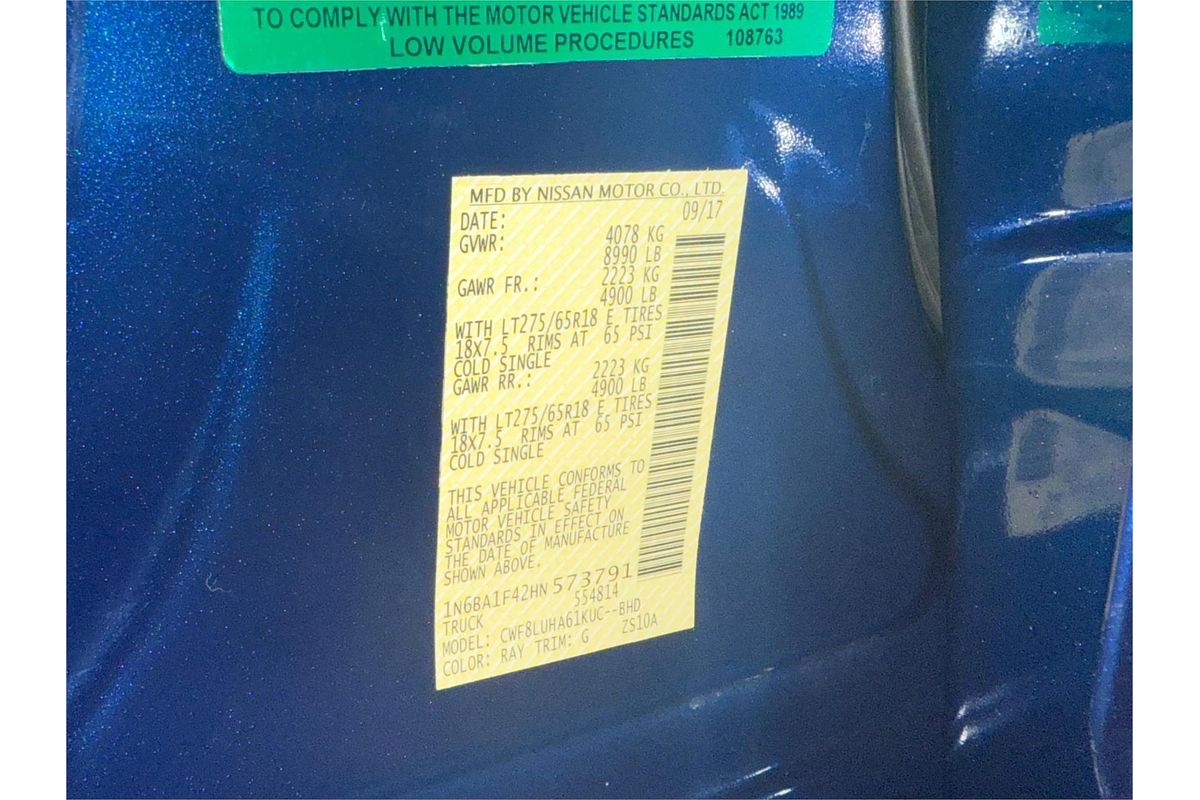 TO COMPLY WITH THE MOTOR VEHICLE STANDARDS ACT 1989
LOW VOLUME PROCEDURES 108763
MFD BY NISSAN MOTOR CO., LTD.
DATE: 09/17
GVWR: 4078 KG
8990 LB
GAWR FR.: 2223 KG
4900 LB
WITH LT275/65R18 E TIRES
18X7.5 RIMS AT 65 PSI
COLD SINGLE
GAWR RR.: 2223 KG
4900 LB
WITH LT275/65R18 E TIRES
18X7.5 RIMS AT 65 PSI
COLD SINGLE
THIS VEHICLE CONFORMS TO
ALL APPLICABLE FEDERAL
MOTOR VEHICLE SAFETY
STANDARDS IN EFFECT ON
THE DATE OF MANUFACTURE
SHOWN ABOVE.
1N6BA1F42HN573791
TRUCK 554814
MODEL: CWF8LUHA61KUC--BHD
COLOR: RAY TRIM: G ZS10A